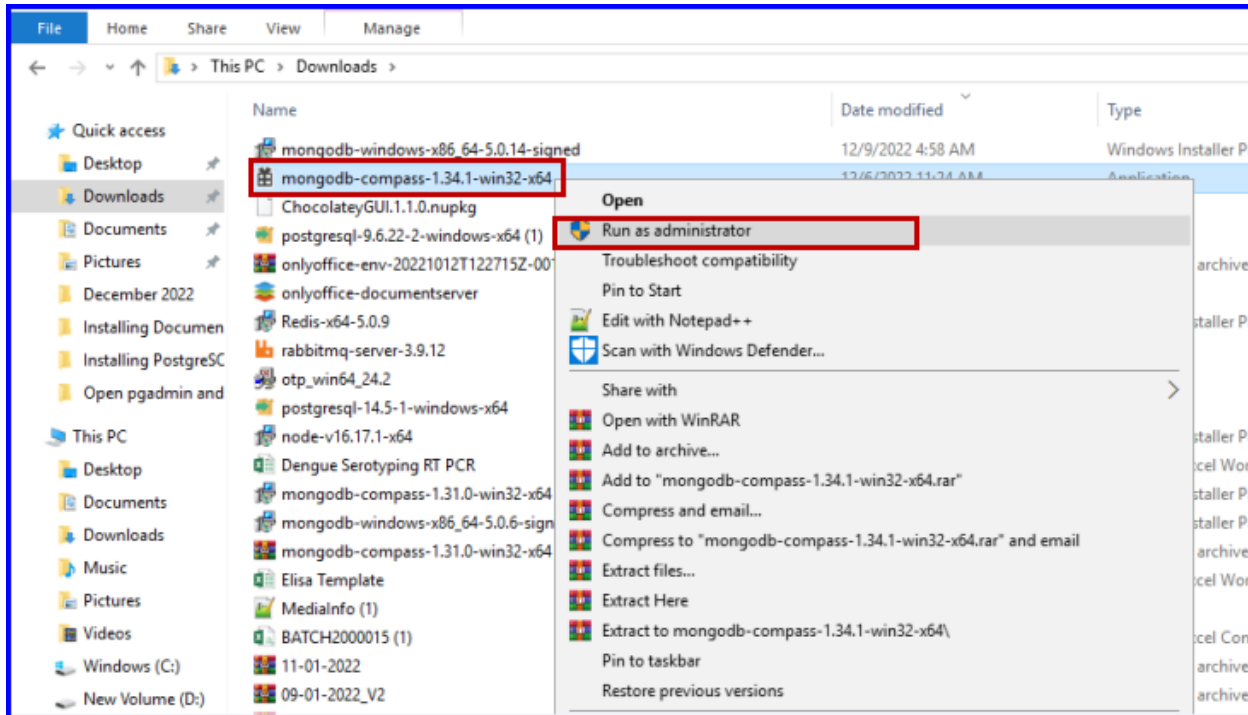 File Home Share View Manage
This PC > Downloads >
Name Date modified Type
Quick access
Desktop
Downloads
Documents
Pictures
December 2022
Installing Documen
Installing PostgreSC
Open pgadmin and
This PC
Desktop
Documents
Downloads
Music
Pictures
Videos
Windows (C:)
New Volume (D:)
mongodb-windows-x86_64-5.0.14-signed 12/9/2022 4:58 AM Windows Installer P
mongodb-compass-1.34.1-win32-x64 12/6/2022 11:24 AM Application
ChocolateyGUI.1.1.0.nupkg
postgresql-9.6.22-2-windows-x64 (1)
onlyoffice-env-20221012T122715Z-001 archive
onlyoffice-documentserver
Redis-x64-5.0.9 staller P
rabbitmq-server-3.9.12
otp_win64_24.2
postgresql-14.5-1-windows-x64
node-v16.17.1-x64 staller P
Dengue Serotyping RT PCR cel Wor
mongodb-compass-1.31.0-win32-x64 staller P
mongodb-windows-x86_64-5.0.6-sign staller P
mongodb-compass-1.31.0-win32-x64 archive
Elisa Template cel Wor
MediaInfo (1)
BATCH2000015 (1) cel Con
11-01-2022 archive
09-01-2022_V2 archive
Open
Run as administrator
Troubleshoot compatibility
Pin to Start
Edit with Notepad++
Scan with Windows Defender...
Share with
Open with WinRAR
Add to archive...
Add to "mongodb-compass-1.34.1-win32-x64.rar"
Compress and email...
Compress to "mongodb-compass-1.34.1-win32-x64.rar" and email
Extract files...
Extract Here
Extract to mongodb-compass-1.34.1-win32-x64\
Pin to taskbar
Restore previous versions